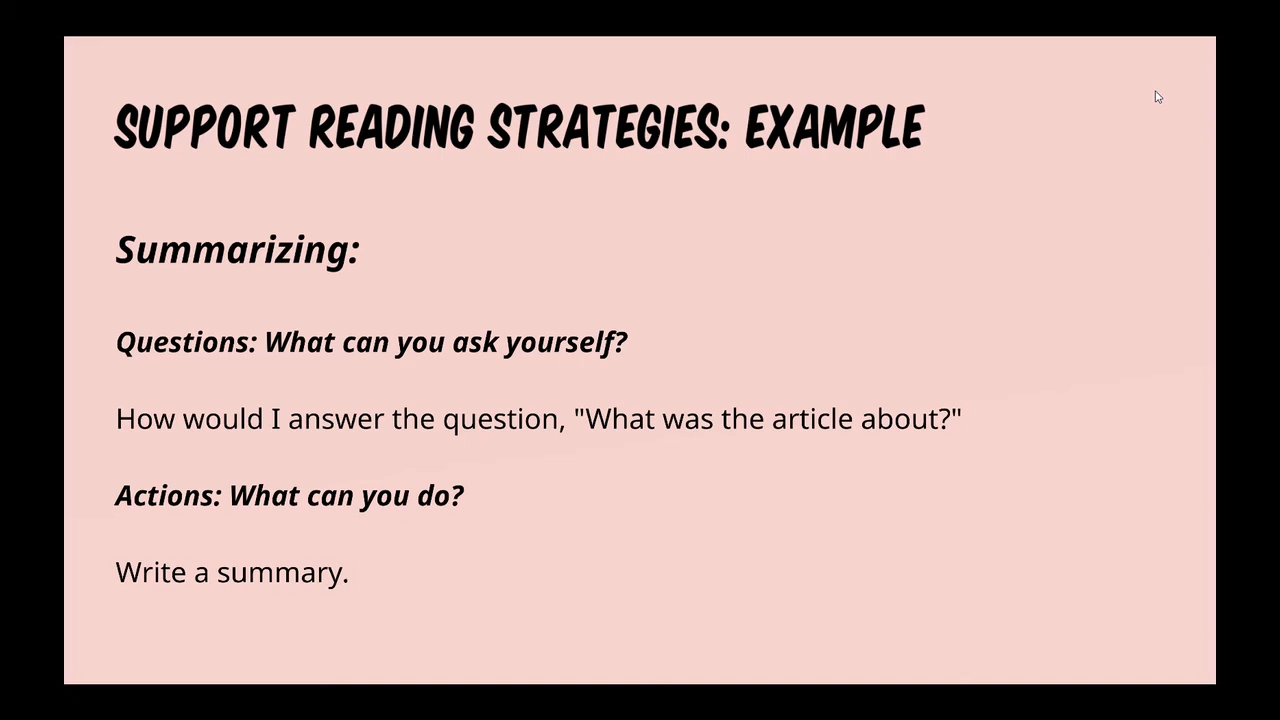 SUPPORT READING STRATEGIES: EXAMPLE
Summarizing:
Questions: What can you ask yourself?
How would I answer the question, "What was the article about?"
Actions: What can you do?
Write a summary.